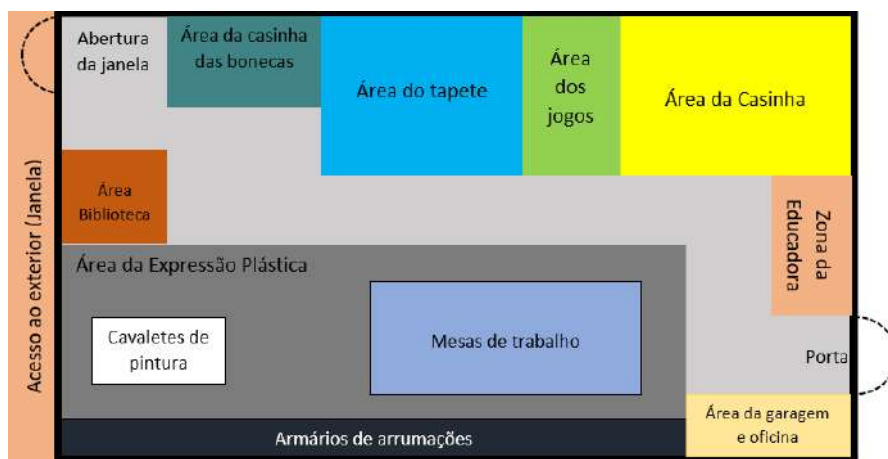 Abertura
da janela
Área da casinha
das bonecas
Área do tapete
Área
dos
jogos
Área da Casinha
Acesso ao exterior (Janela)
Área
Biblioteca
Zona da
Educadora
Área da Expressão Plástica
Cavaletes de
pintura
Mesas de trabalho
Porta
Área da garagem
e oficina
Armários de arrumações